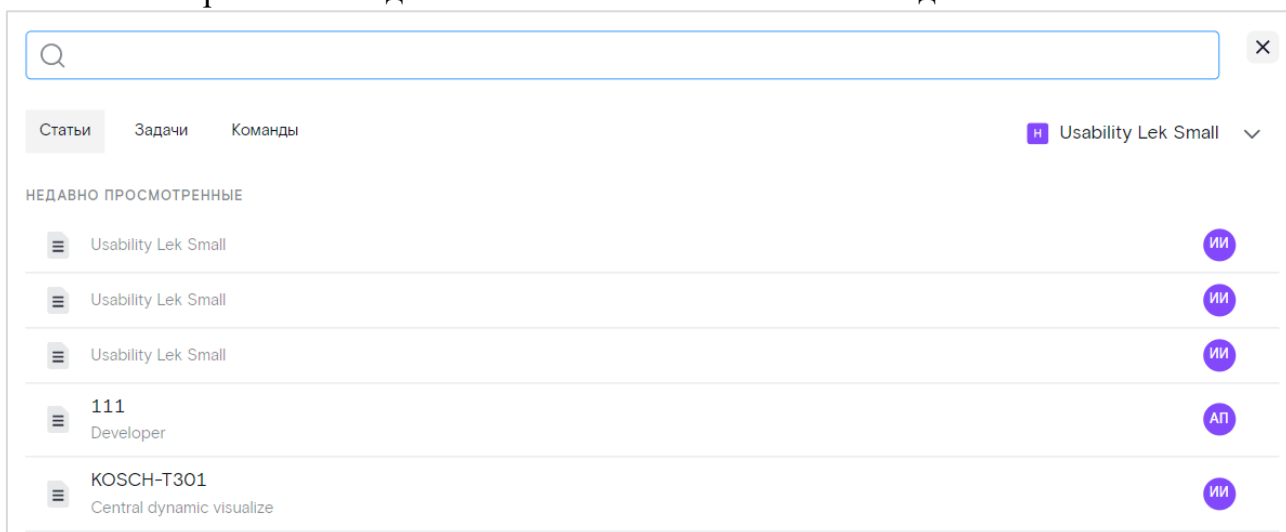 Статьи Задачи Команды Н Usability Lek Small
НЕДАВНО ПРОСМОТРЕННЫЕ
Usability Lek Small ИИ
Usability Lek Small ИИ
Usability Lek Small ИИ
111
Developer АП
KOSCH-T301
Central dynamic visualize ИИ